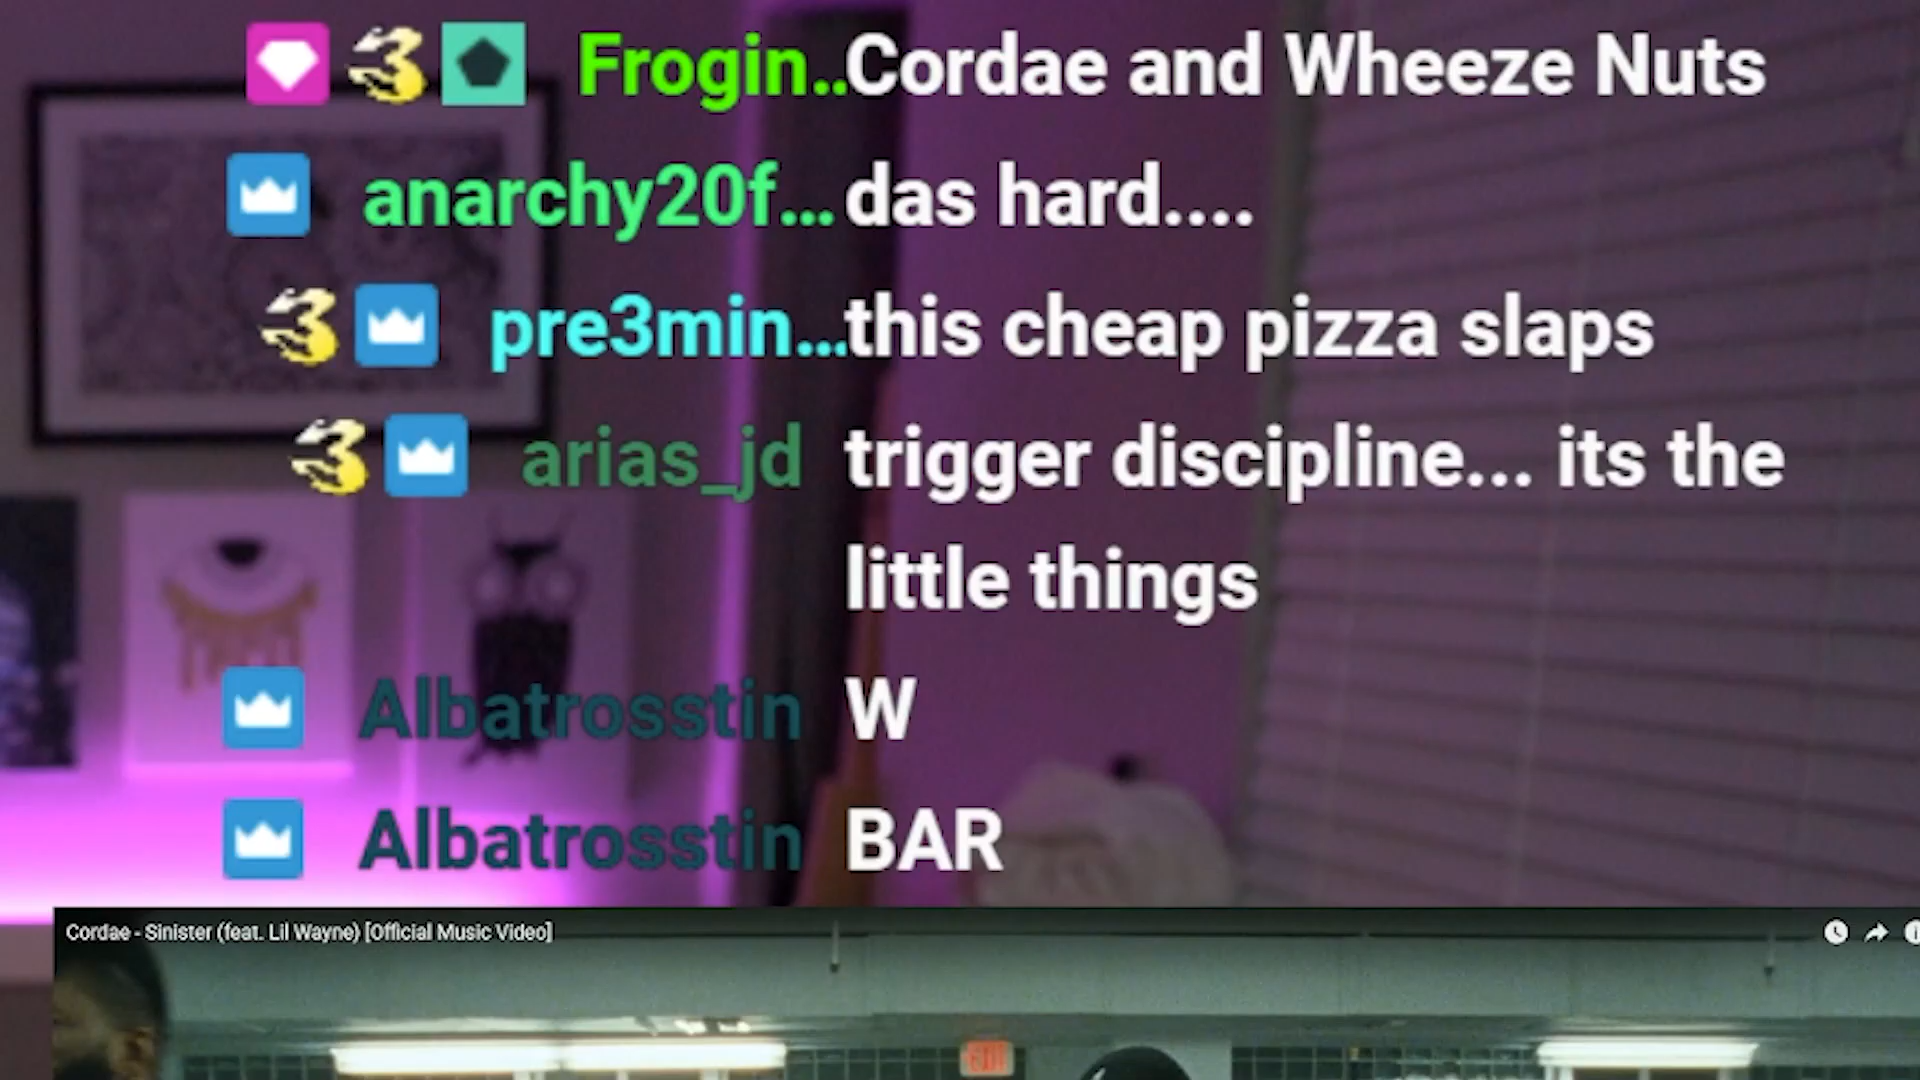 Frogin..Cordae and Wheeze Nuts
anarchy20f... das hard....
pre3min...this cheap pizza slaps
arias_jd trigger discipline... its the
little things
Albatrosstin W
Albatrosstin BAR
Cordae - Sinister (feat. Lil Wayne) [Official Music Video]
EXIT